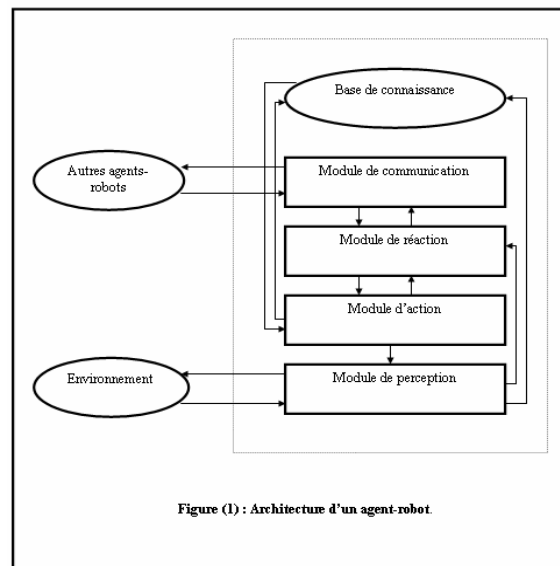 Base de connaissance
Autres agents-
robots
Module de communication
Module de réaction
Module d'action
Environnement
Module de perception
Figure (1) : Architecture d'un agent-robot.